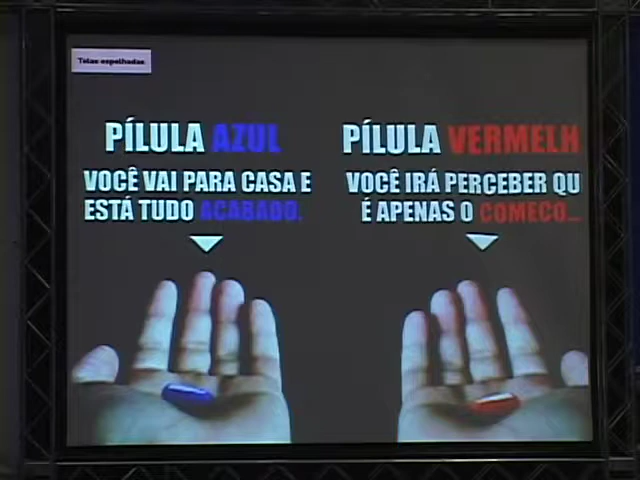 Telas espelhadas
PÍLULA AZUL
VOCÊ VAI PARA CASA E
ESTÁ TUDO ACABADO.
PÍLULA VERMELH
VOCÊ IRÁ PERCEBER QU
É APENAS O COMEÇO...